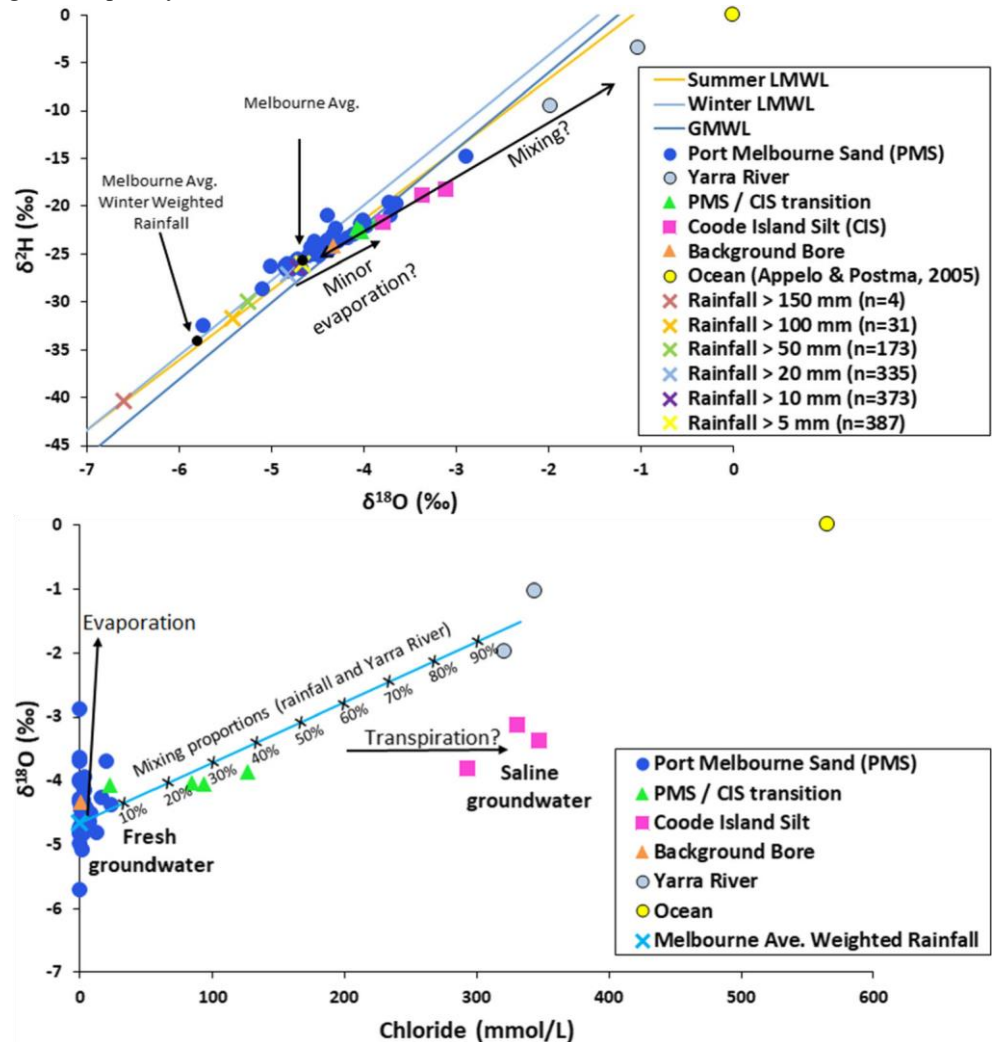 0
-5
-10
-15
-20
-25
-30
-35
-40
-45
δ²H (‰)
-7
-6
-5
-4
-3
-2
-1
0
δ¹⁸O (‰)
Melbourne Avg.
Melbourne Avg.
Winter Weighted
Rainfall
Mixing?
Minor
evaporation?
Summer LMWL
Winter LMWL
GMWL
Port Melbourne Sand (PMS)
Yarra River
PMS / CIS transition
Coode Island Silt (CIS)
Background Bore
Ocean (Appelo & Postma, 2005)
Rainfall > 150 mm (n=4)
Rainfall > 100 mm (n=31)
Rainfall > 50 mm (n=173)
Rainfall > 20 mm (n=335)
Rainfall > 10 mm (n=373)
Rainfall > 5 mm (n=387)
0
-1
-2
-3
-4
-5
-6
-7
δ¹⁸O (‰)
0
100
200
300
400
500
600
Chloride (mmol/L)
Evaporation
Mixing proportions (rainfall and Yarra River)
10%
20%
30%
40%
50%
60%
70%
80%
90%
Transpiration?
Fresh
groundwater
Saline
groundwater
Port Melbourne Sand (PMS)
PMS / CIS transition
Coode Island Silt
Background Bore
Yarra River
Ocean
Melbourne Ave. Weighted Rainfall